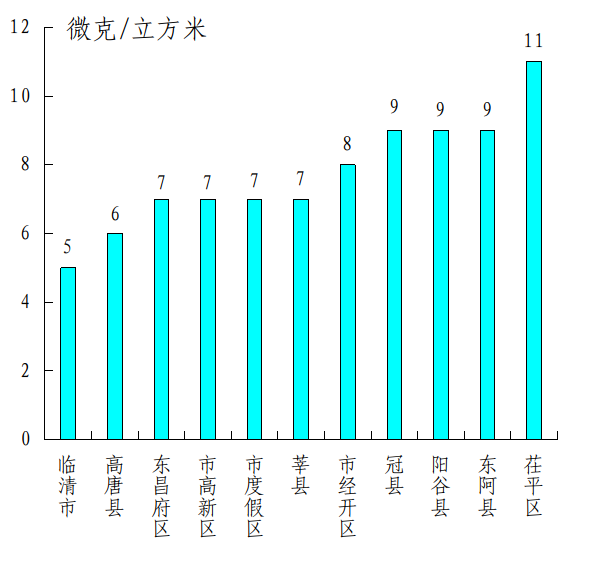 微克/立方米
12
10
8
6
4
2
0
5
6
7
7
7
7
8
9
9
9
11
临清市
高唐县
东昌府区
市高新区
市度假区
莘县
市经开区
冠县
阳谷县
东阿县
茌平区